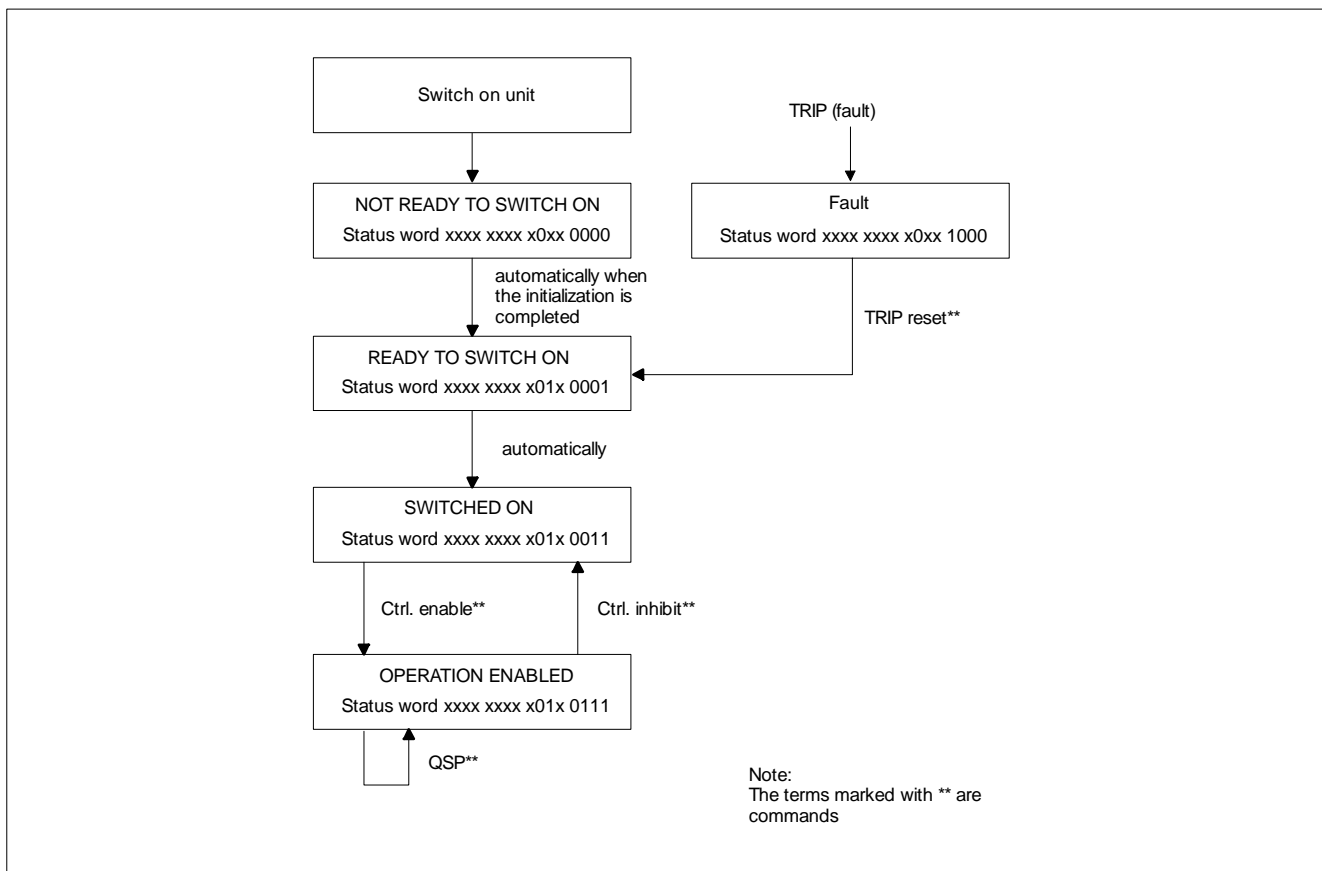 Switch on unit
TRIP (fault)
NOT READY TO SWITCH ON
Status word xxxx xxxx x0xx 0000
Fault
Status word xxxx xxxx x0xx 1000
automatically when
the initialization is
completed
TRIP reset**
READY TO SWITCH ON
Status word xxxx xxxx x01x 0001
automatically
SWITCHED ON
Status word xxxx xxxx x01x 0011
Ctrl. enable**
Ctrl. inhibit**
OPERATION ENABLED
Status word xxxx xxxx x01x 0111
QSP**
Note:
The terms marked with ** are
commands